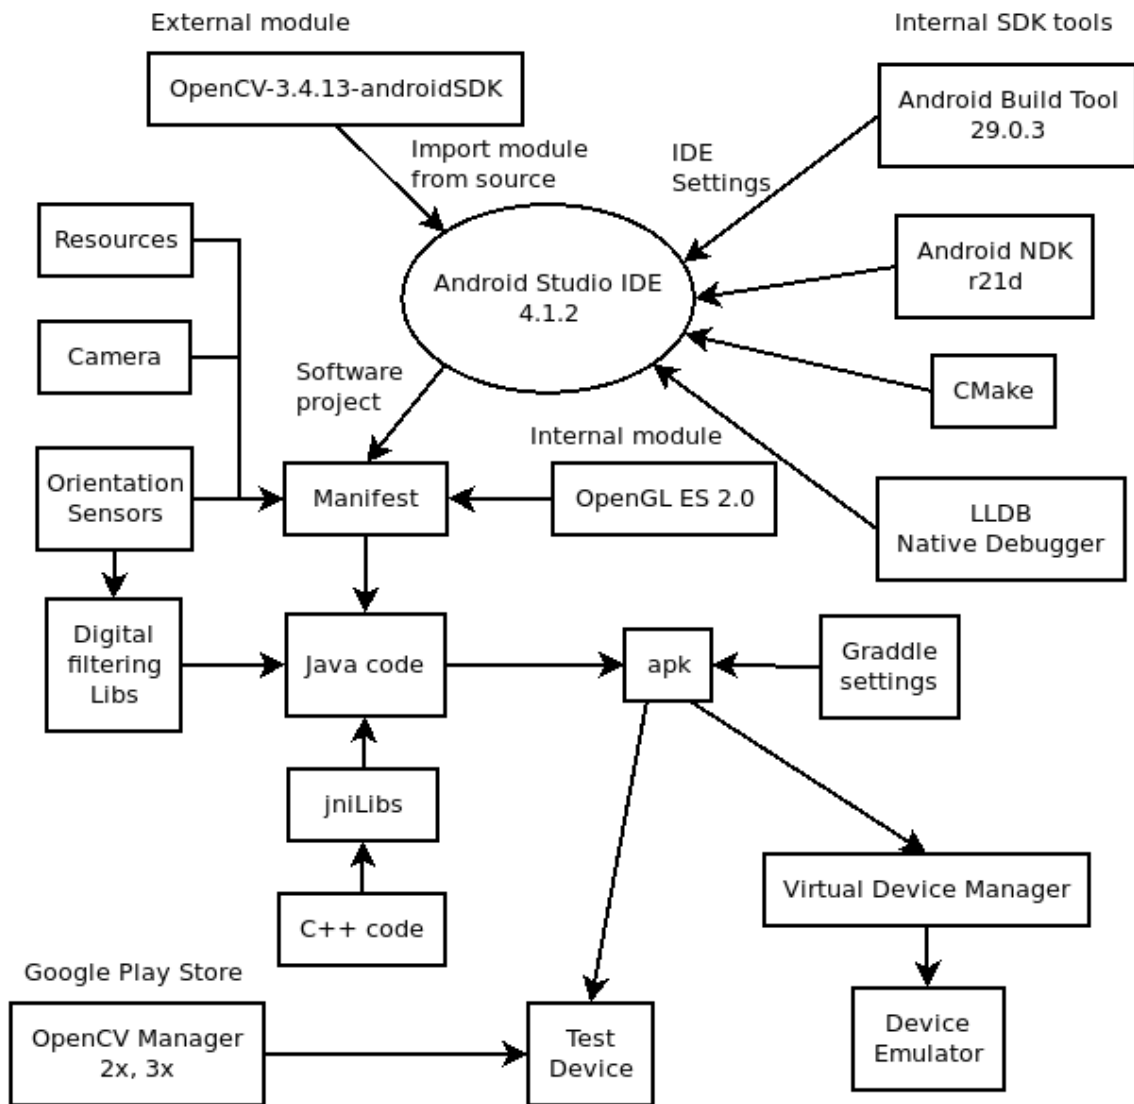 External module
Internal SDK tools
OpenCV-3.4.13-androidSDK
Android Build Tool
29.0.3
Import module
from source
IDE
Settings
Resources
Android NDK
r21d
Android Studio IDE
4.1.2
Camera
CMake
Software
project
Internal module
Orientation
Sensors
Manifest
OpenGL ES 2.0
LLDB
Native Debugger
Digital
filtering
Libs
Java code
apk
Graddle
settings
jniLibs
Virtual Device Manager
C++ code
Google Play Store
OpenCV Manager
2x, 3x
Test
Device
Device
Emulator